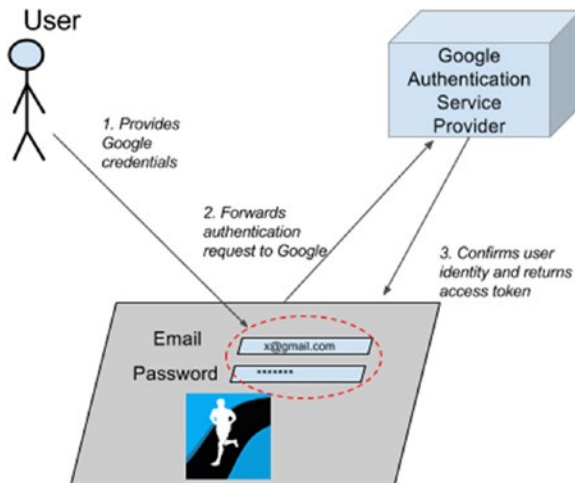 User
Google
Authentication
Service
Provider
1. Provides
Google
credentials
2. Forwards
authentication
request to Google
3. Confirms user
identity and returns
access token
Email
x@gmail.com
Password
*******